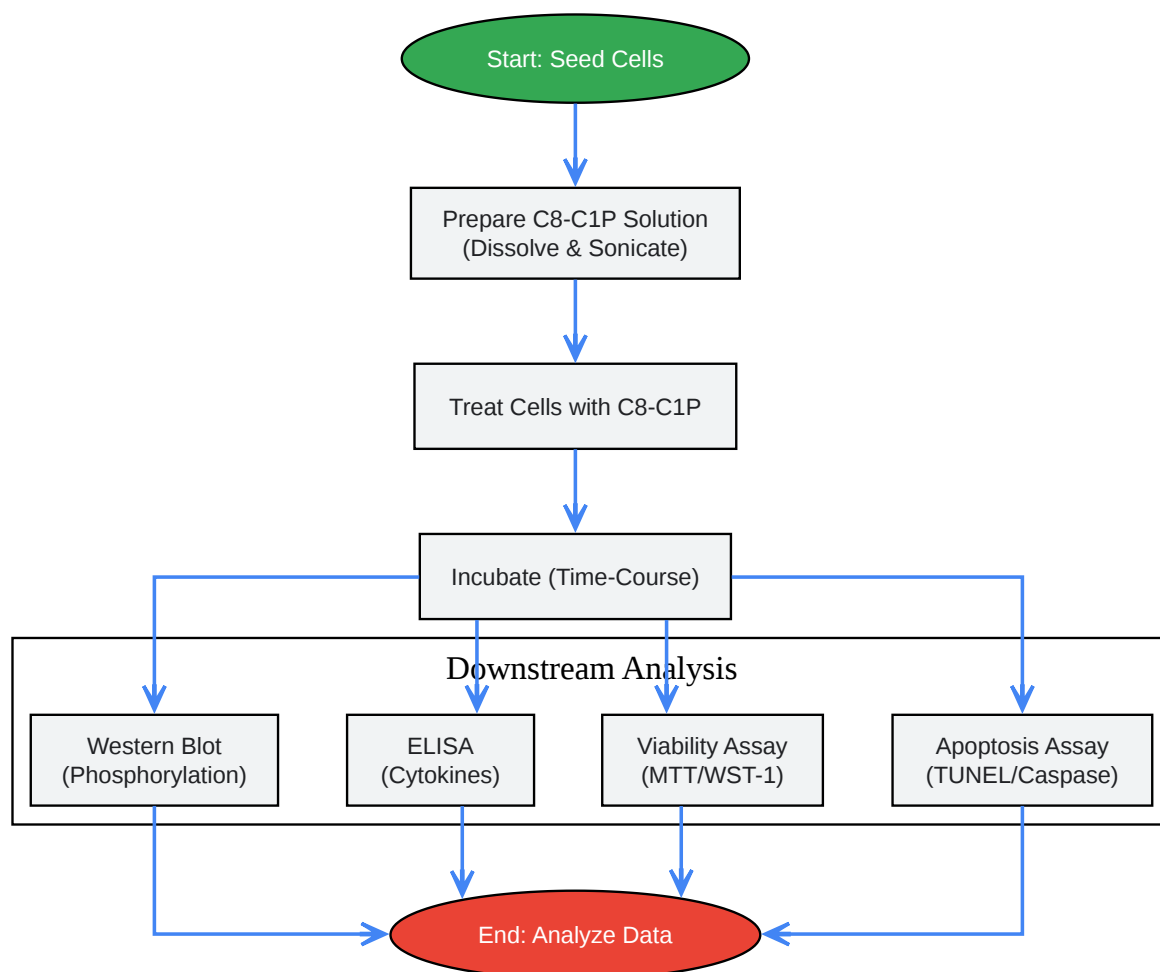 Start: Seed Cells
Prepare C8-C1P Solution
(Dissolve & Sonicate)
Treat Cells with C8-C1P
Incubate (Time-Course)
Downstream Analysis
Western Blot
(Phosphorylation)
ELISA
(Cytokines)
Viability Assay
(MTT/WST-1)
Apoptosis Assay
(TUNEL/Caspase)
End: Analyze Data